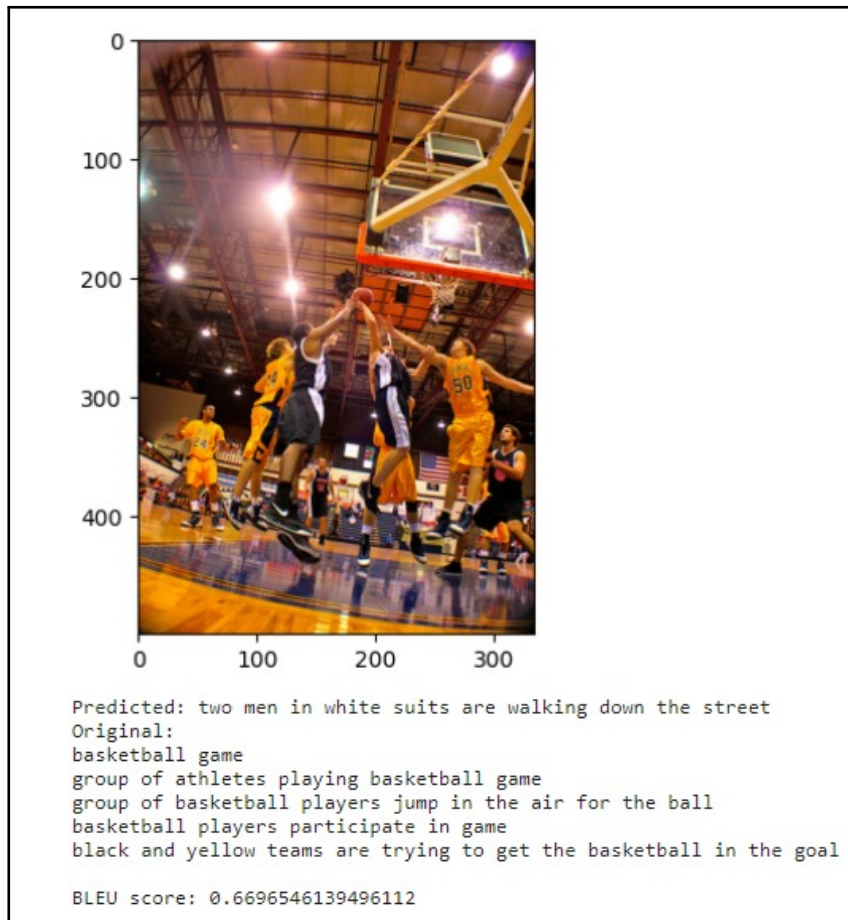 0
100
200
300
400
0 100 200 300
24
50
Predicted: two men in white suits are walking down the street
Original:
basketball game
group of athletes playing basketball game
group of basketball players jump in the air for the ball
basketball players participate in game
black and yellow teams are trying to get the basketball in the goal
BLEU score: 0.6696546139496112